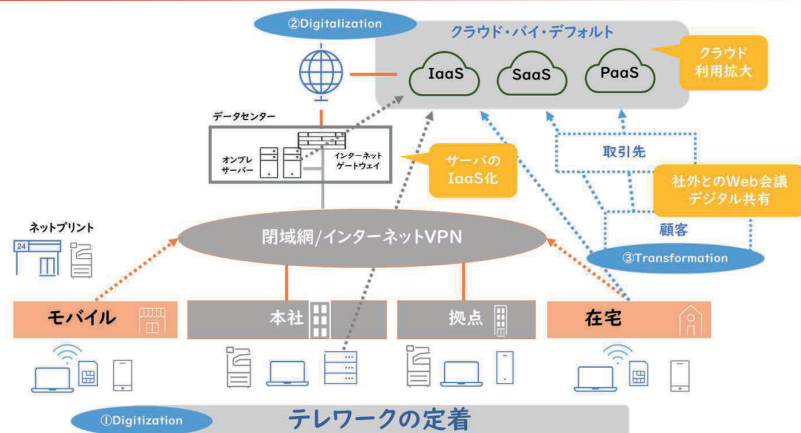 ②Digitalization
クラウド・バイ・デフォルト
IaaS
SaaS
PaaS
クラウド
利用拡大
データセンター
オンプレ
サーバー
インターネット
ゲートウェイ
サーバの
IaaS化
取引先
社外とのWeb会議
デジタル共有
顧客
③Transformation
ネットプリント
24
閉域網/インターネットVPN
モバイル
本社
拠点
在宅
①Digitization
テレワークの定着